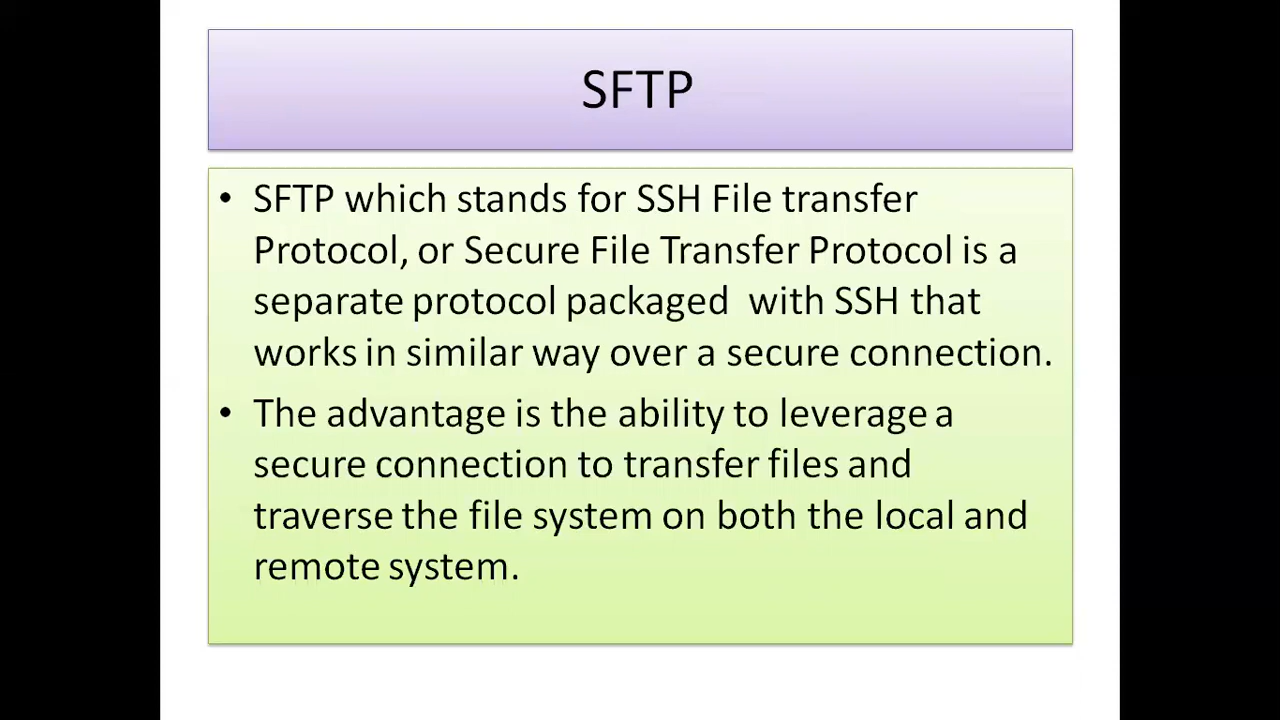 SFTP
• SFTP which stands for SSH File transfer
Protocol, or Secure File Transfer Protocol is a
separate protocol packaged  with SSH that
works in similar way over a secure connection.
• The advantage is the ability to leverage a
secure connection to transfer files and
traverse the file system on both the local and
remote system.